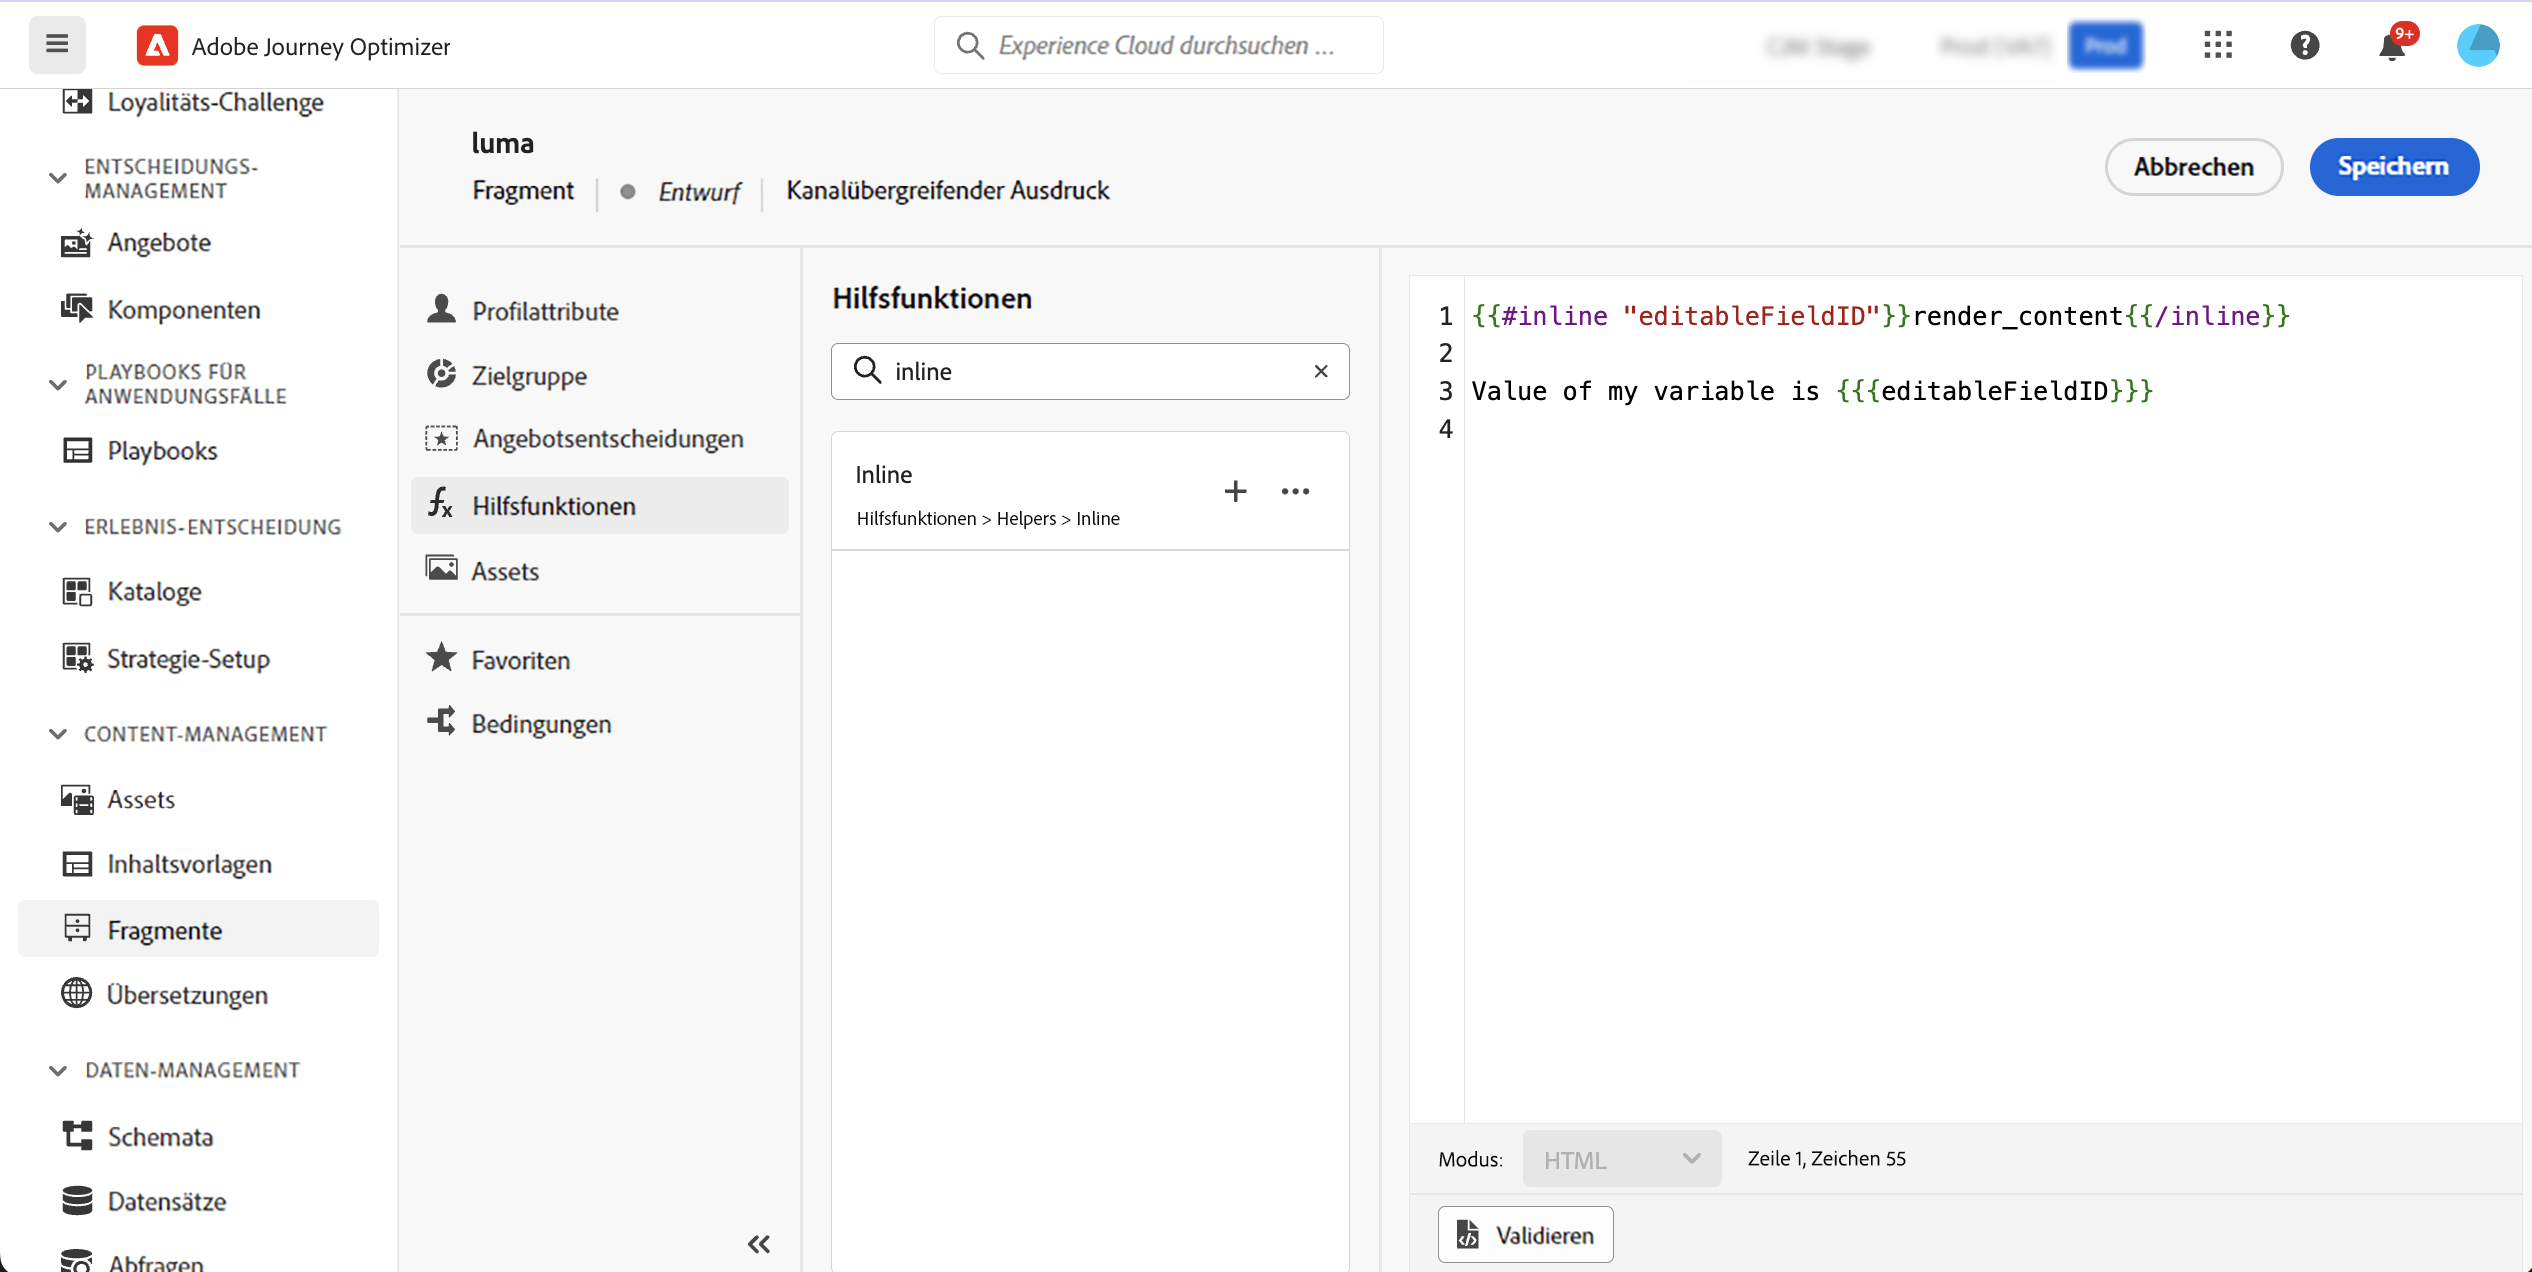 Adobe Journey Optimizer
Experience Cloud durchsuchen ...
Prod
9+
Loyalitäts-Challenge
ENTSCHEIDUNGS-
MANAGEMENT
Angebote
Komponenten
PLAYBOOKS FÜR
ANWENDUNGSFÄLLE
Playbooks
ERLEBNIS-ENTSCHEIDUNG
Kataloge
Strategie-Setup
CONTENT-MANAGEMENT
Assets
Inhaltsvorlagen
Fragmente
Übersetzungen
DATEN-MANAGEMENT
Schemata
Datensätze
Abfragen
luma
Fragment
Entwurf
Kanalübergreifender Ausdruck
Abbrechen
Speichern
Profilattribute
Zielgruppe
Angebotsentscheidungen
Hilfsfunktionen
Assets
Favoriten
Bedingungen
Hilfsfunktionen
inline
Inline
Hilfsfunktionen > Helpers > Inline
1 {{#inline "editableFieldID"}}render_content{{/inline}}
2
3 Value of my variable is {{{editableFieldID}}}
4
Modus:
HTML
Zeile 1, Zeichen 55
Validieren